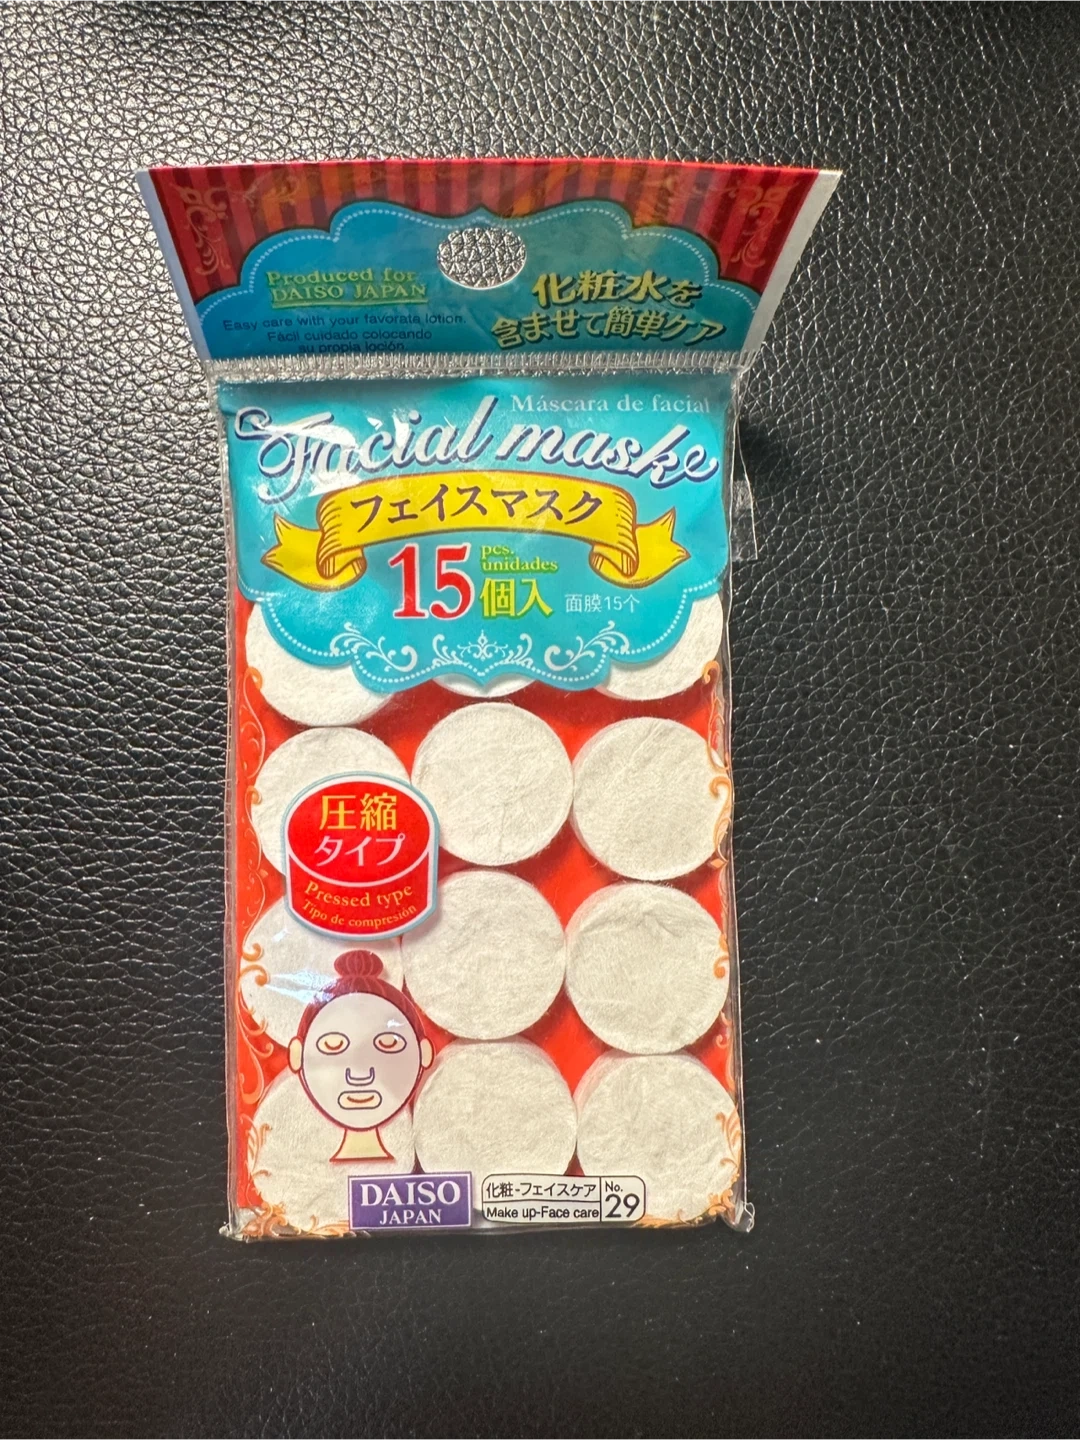 Produced for
DAISO JAPAN
Easy care with your favorata lotion.
Fácil cuidado colocando
su propia loción.
化粧水を
含ませて簡単ケア
Máscara de facial
Facial mask
フェイスマスク
15
pcs.
unidades
個入
面膜15个
圧縮
タイプ
Pressed type
Tipo de compresión
DAISO
JAPAN
化粧-フェイスケア
Make up-Face care
No.
29